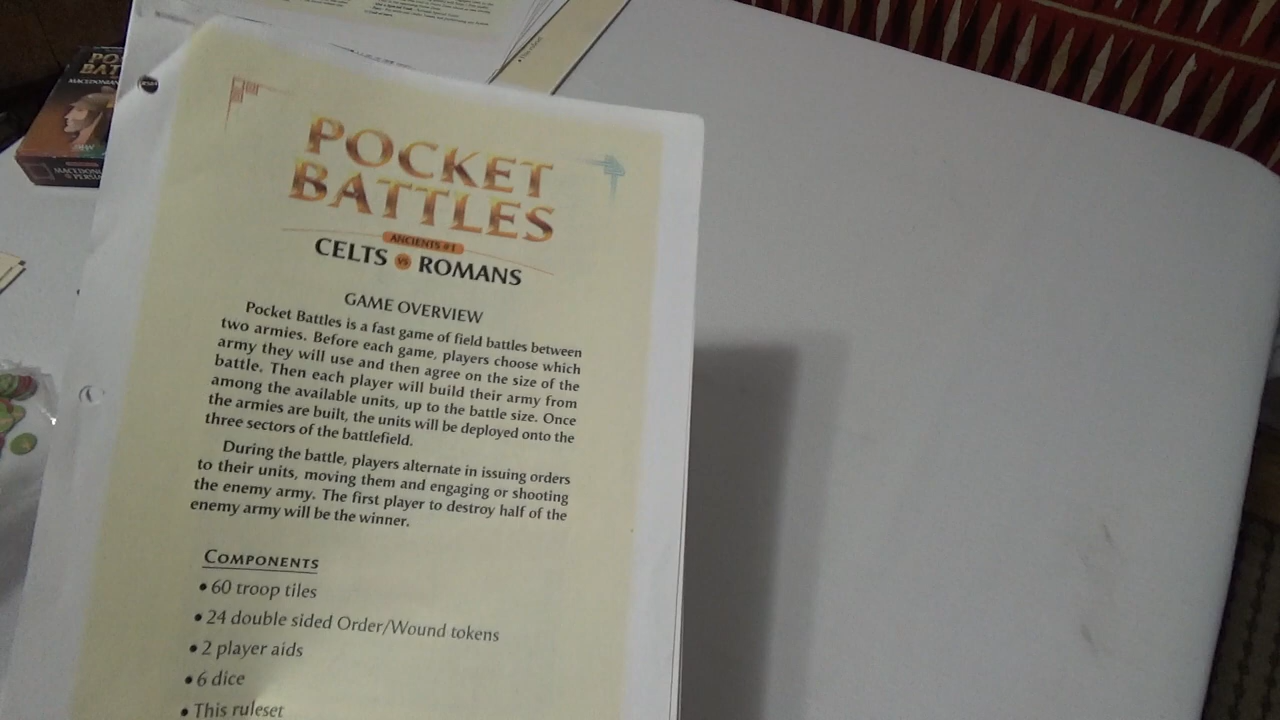 POCKET
BATTLES
ANCIENTS #1
CELTS VS ROMANS
GAME OVERVIEW
Pocket Battles is a fast game of field battles between
two armies. Before each game, players choose which
army they will use and then agree on the size of the
battle. Then each player will build their army from
among the available units, up to the battle size. Once
the armies are built, the units will be deployed onto the
three sectors of the battlefield.
During the battle, players alternate in issuing orders
to their units, moving them and engaging or shooting
the enemy army. The first player to destroy half of the
enemy army will be the winner.
COMPONENTS
• 60 troop tiles
• 24 double sided Order/Wound tokens
• 2 player aids
• 6 dice
• This ruleset